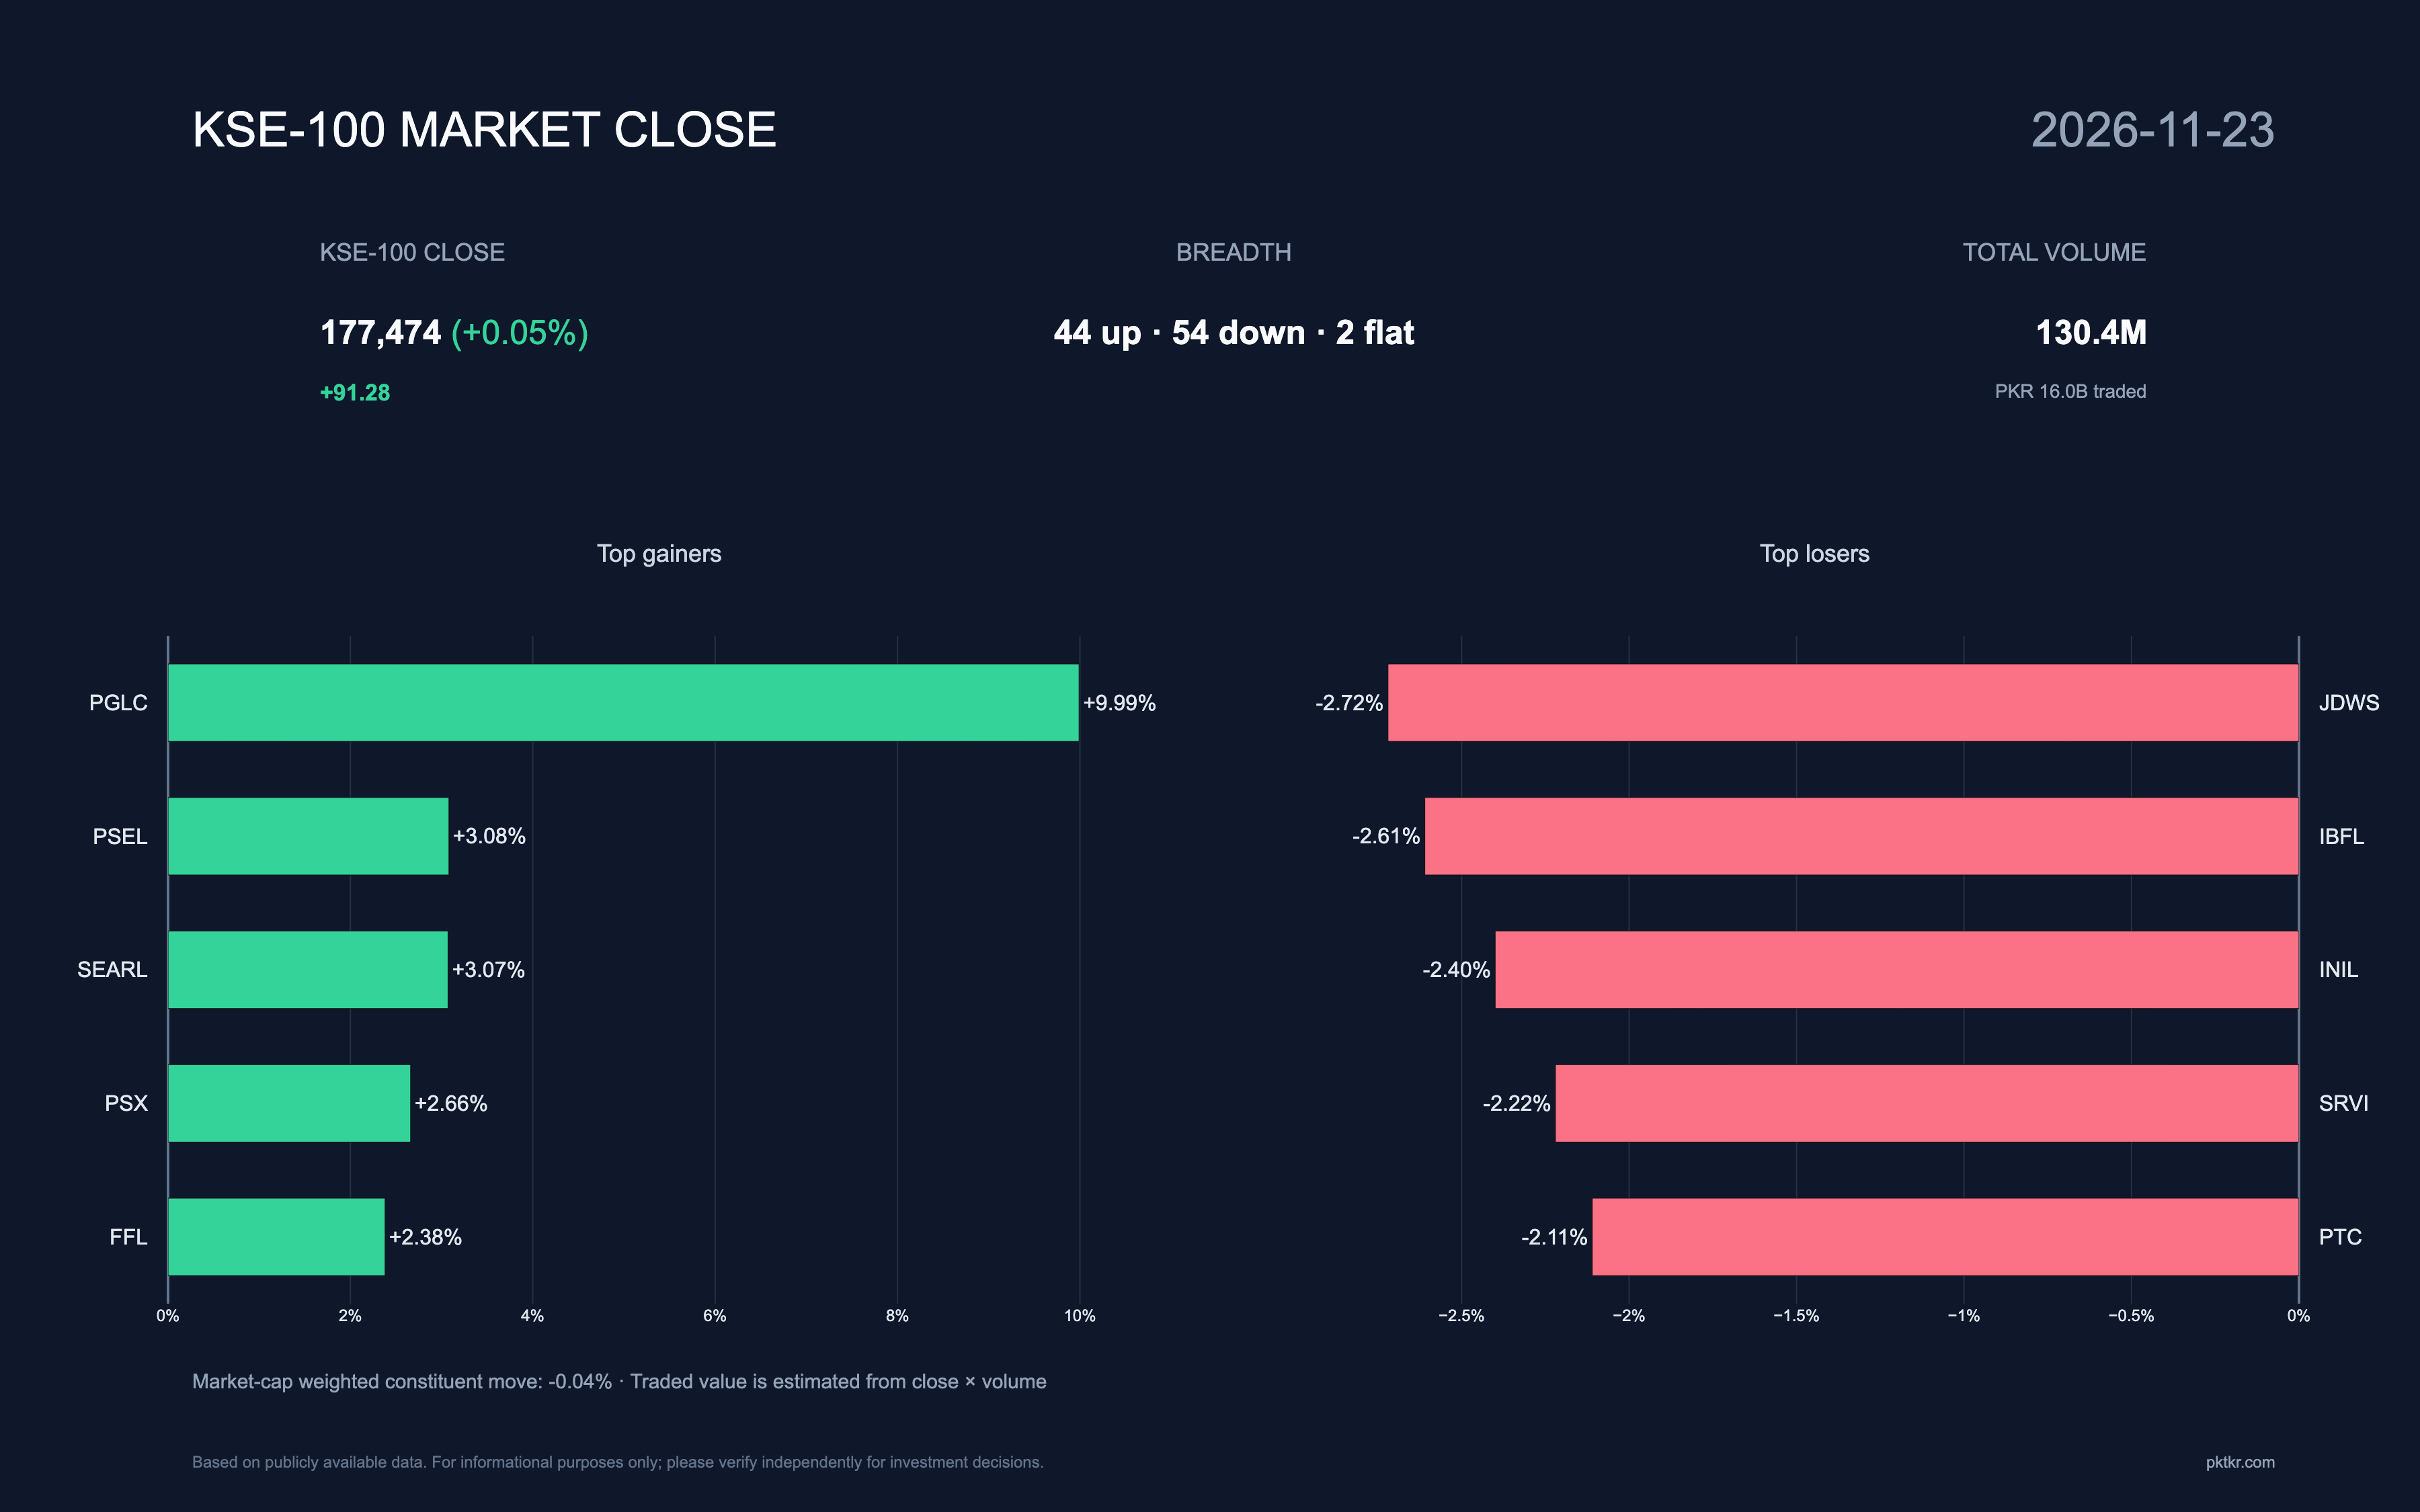 KSE-100 MARKET CLOSE
2026-11-23
KSE-100 CLOSE
177,474 (+0.05%)
+91.28
BREADTH
44 up · 54 down · 2 flat
TOTAL VOLUME
130.4M
PKR 16.0B traded
Top gainers
PGLC +9.99%
PSEL +3.08%
SEARL +3.07%
PSX +2.66%
FFL +2.38%
0% 2% 4% 6% 8% 10%
Top losers
-2.72% JDWS
-2.61% IBFL
-2.40% INIL
-2.22% SRVI
-2.11% PTC
−2.5% −2% −1.5% −1% −0.5% 0%
Market-cap weighted constituent move: -0.04% · Traded value is estimated from close × volume
Based on publicly available data. For informational purposes only; please verify independently for investment decisions.
pktkr.com